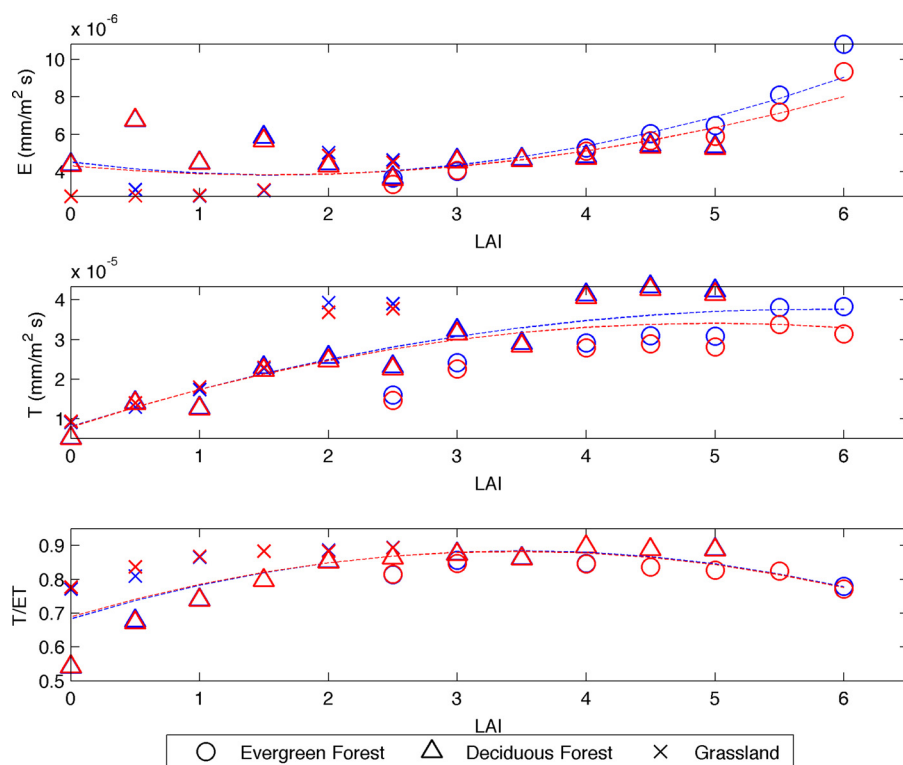 x 10^-6
10
8
6
4
E (mm/m² s)
0 1 2 3 4 5 6
LAI
x 10^-5
4
3
2
1
T (mm/m² s)
0 1 2 3 4 5 6
LAI
0.9
0.8
0.7
0.6
0.5
T/ET
0 1 2 3 4 5 6
LAI
Evergreen Forest Deciduous Forest Grassland